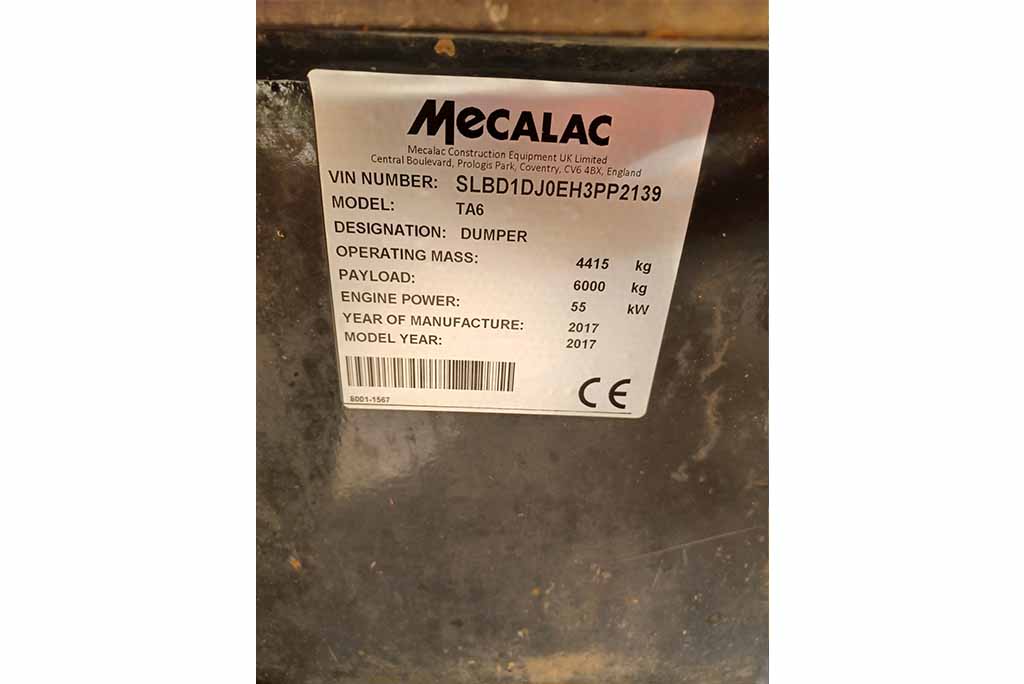 MeCALAC
Mecalac Construction Equipment UK Limited
Central Boulevard, Prologis Park, Coventry, CV6 4BX, England
VIN NUMBER: SLBD1DJ0EH3PP2139
MODEL: TA6
DESIGNATION: DUMPER
OPERATING MASS: 4415 kg
PAYLOAD: 6000 kg
ENGINE POWER: 55 kW
YEAR OF MANUFACTURE: 2017
MODEL YEAR: 2017
8001-1567
CE